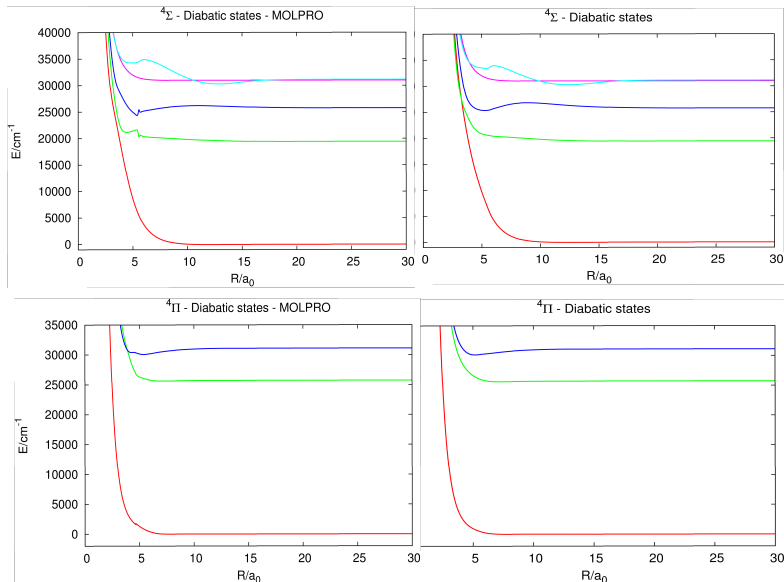 ⁴Σ - Diabatic states - MOLPRO
⁴Σ - Diabatic states
40000
35000
30000
25000
20000
15000
10000
5000
0
E/cm⁻¹
0 5 10 15 20 25 30
0 5 10 15 20 25 30
R/a₀
R/a₀
⁴Π - Diabatic states - MOLPRO
⁴Π - Diabatic states
35000
30000
25000
20000
15000
10000
5000
0
E/cm⁻¹
0 5 10 15 20 25 30
0 5 10 15 20 25 30
R/a₀
R/a₀